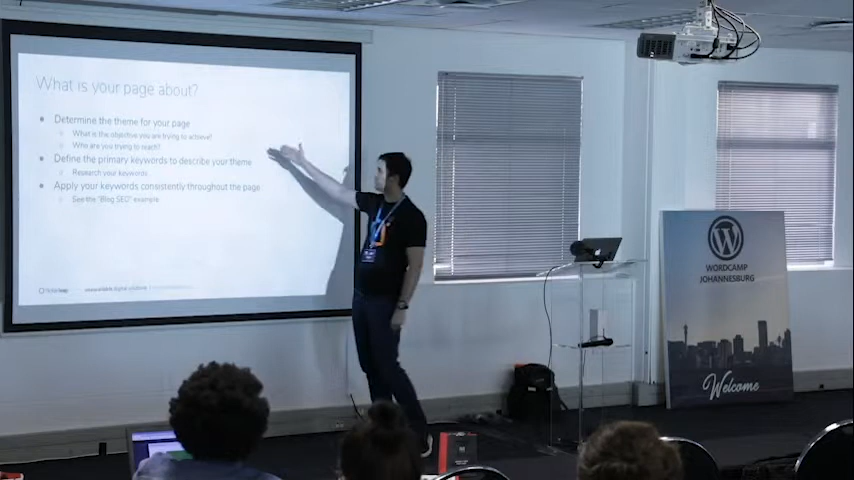 What is your page about?
Determine the theme for your page
What is the objective you are trying to achieve?
Who are you trying to reach?
Define the primary keywords to describe your theme
Research your keywords
Apply your keywords consistently throughout the page
See the "Blog SEO" example
WORDCAMP
JOHANNESBURG
Welcome